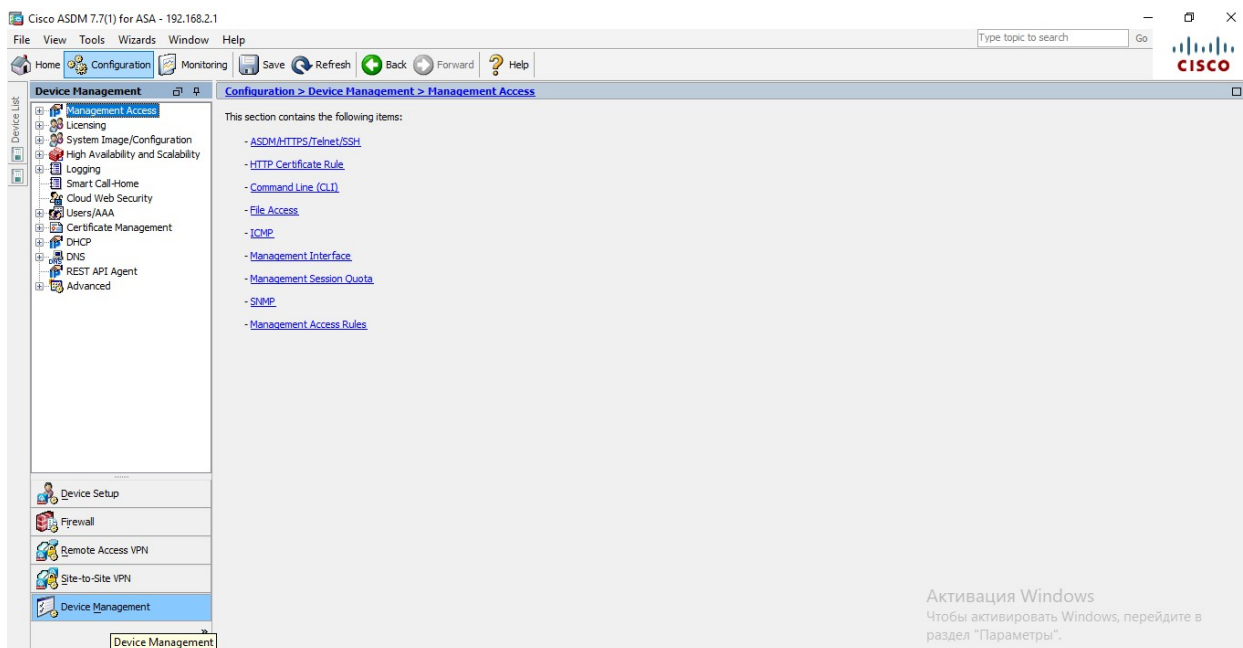 Cisco ASDM 7.7(1) for ASA - 192.168.2.1
File View Tools Wizards Window Help
Type topic to search
Go
Home Configuration Monitoring Save Refresh Back Forward Help
CISCO
Device List
Device Management
Management Access
Licensing
System Image/Configuration
High Availability and Scalability
Logging
Smart Call-Home
Cloud Web Security
Users/AAA
Certificate Management
DHCP
DNS
DNS
REST API Agent
Advanced
Device Setup
Firewall
Remote Access VPN
Site-to-Site VPN
Device Management
»
Device Management
Configuration > Device Management > Management Access
This section contains the following items:
- ASDM/HTTPS/Telnet/SSH
- HTTP Certificate Rule
- Command Line (CLI)
- File Access
- ICMP
- Management Interface
- Management Session Quota
- SNMP
- Management Access Rules
Активация Windows
Чтобы активировать Windows, перейдите в
раздел "Параметры".